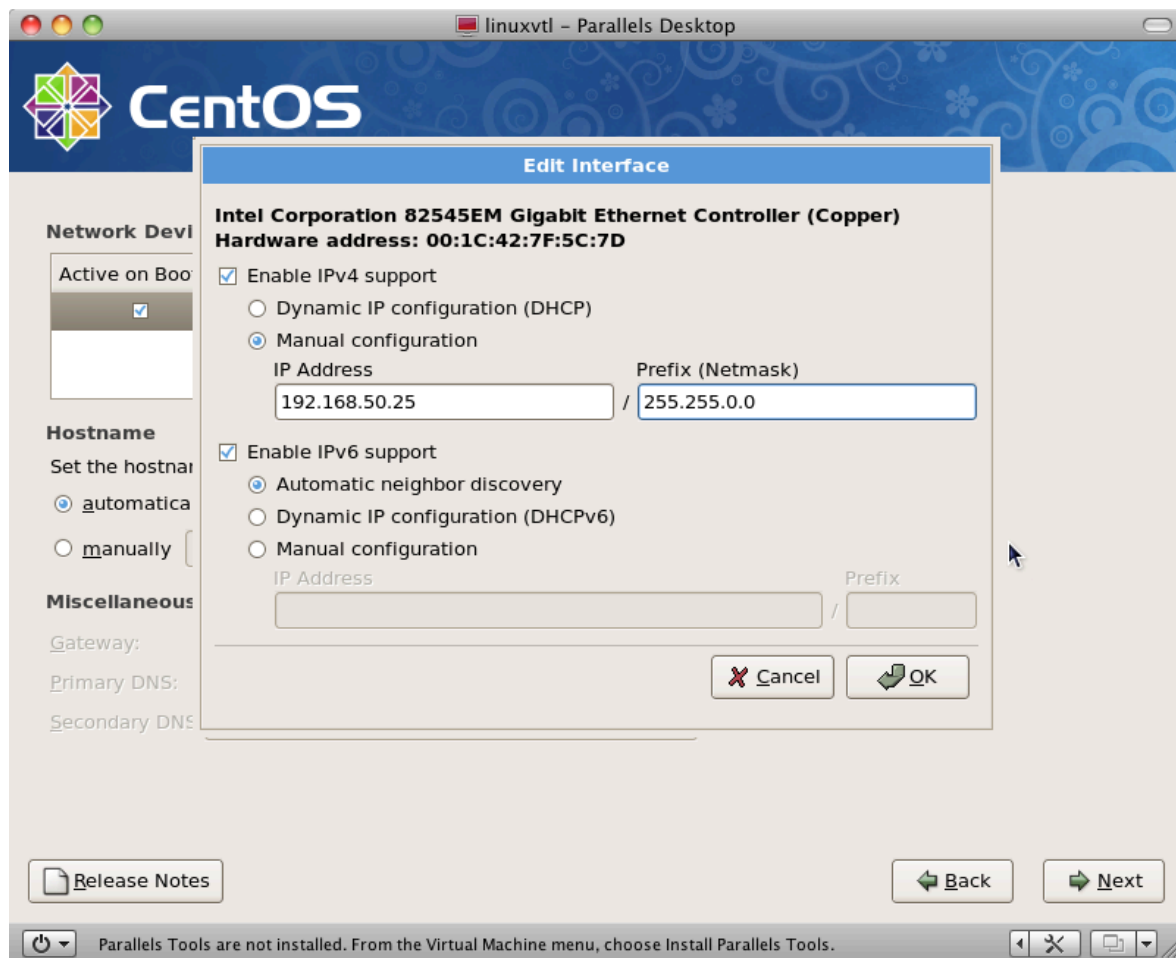 linuxvtl – Parallels Desktop
CentOS
Edit Interface
Intel Corporation 82545EM Gigabit Ethernet Controller (Copper)
Hardware address: 00:1C:42:7F:5C:7D
Network Devi
Active on Boo
Enable IPv4 support
Dynamic IP configuration (DHCP)
Manual configuration
IP Address Prefix (Netmask)
192.168.50.25 / 255.255.0.0
Hostname
Set the hostnar
automatica
manually
Enable IPv6 support
Automatic neighbor discovery
Dynamic IP configuration (DHCPv6)
Manual configuration
IP Address Prefix
/
Miscellaneous
Gateway:
Primary DNS:
Secondary DNS
Cancel OK
Release Notes Back Next
Parallels Tools are not installed. From the Virtual Machine menu, choose Install Parallels Tools.